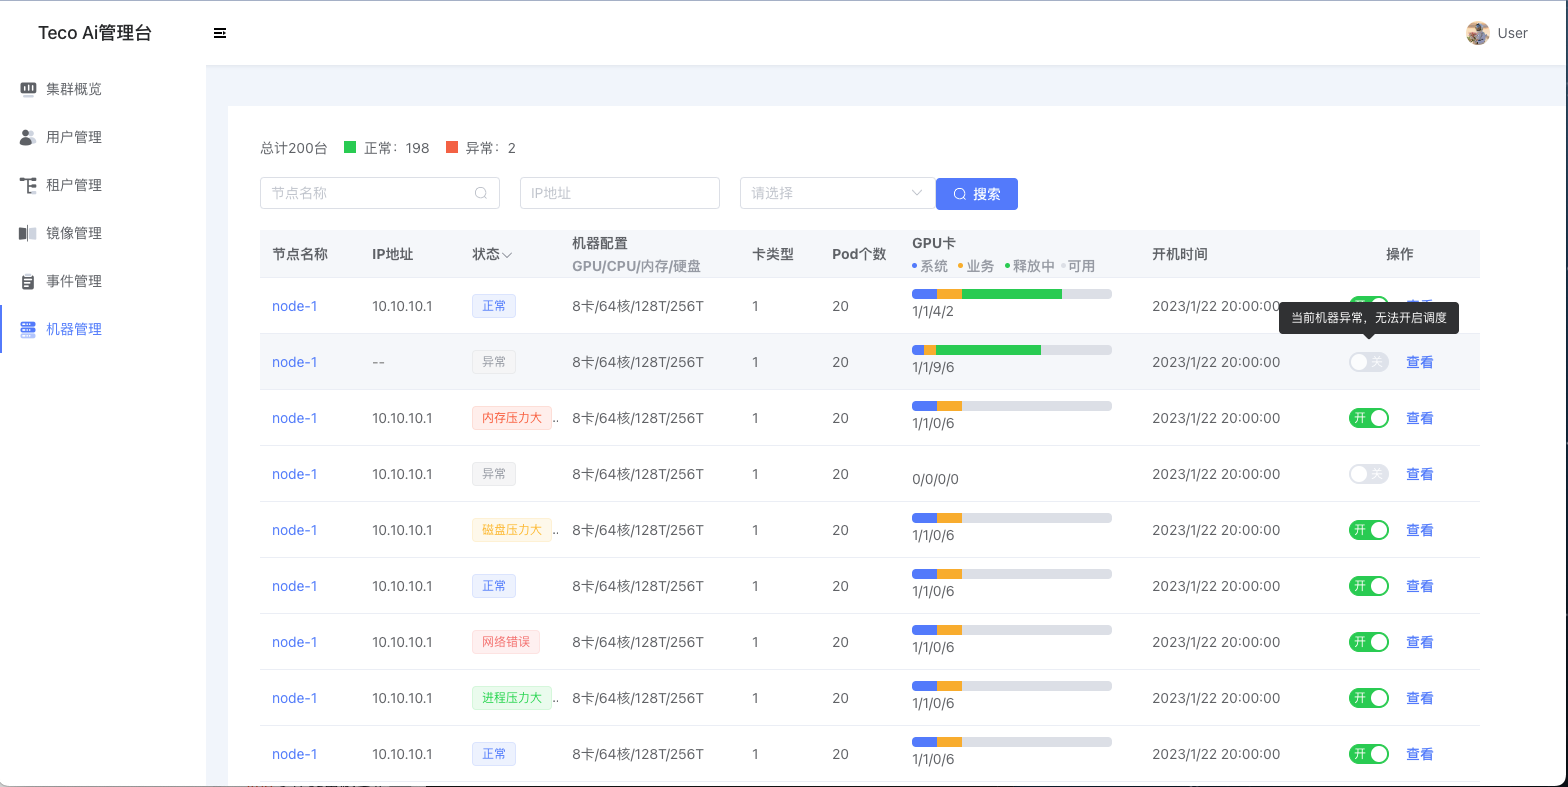 Teco Ai管理台
User
集群概览
用户管理
租户管理
镜像管理
事件管理
机器管理
总计200台 正常：198 异常：2
节点名称 IP地址 请选择 搜索
节点名称 IP地址 状态 机器配置 卡类型 Pod个数 GPU卡 开机时间 操作
GPU/CPU/内存/硬盘 系统 业务 释放中 可用
node-1 10.10.10.1 正常 8卡/64核/128T/256T 1 20 1/1/4/2 2023/1/22 20:00:00
当前机器异常，无法开启调度
node-1 -- 异常 8卡/64核/128T/256T 1 20 1/1/9/6 2023/1/22 20:00:00 关 查看
node-1 10.10.10.1 内存压力大 .. 8卡/64核/128T/256T 1 20 1/1/0/6 2023/1/22 20:00:00 开 查看
node-1 10.10.10.1 异常 8卡/64核/128T/256T 1 20 0/0/0/0 2023/1/22 20:00:00 关 查看
node-1 10.10.10.1 磁盘压力大 .. 8卡/64核/128T/256T 1 20 1/1/0/6 2023/1/22 20:00:00 开 查看
node-1 10.10.10.1 正常 8卡/64核/128T/256T 1 20 1/1/0/6 2023/1/22 20:00:00 开 查看
node-1 10.10.10.1 网络错误 8卡/64核/128T/256T 1 20 1/1/0/6 2023/1/22 20:00:00 开 查看
node-1 10.10.10.1 进程压力大 .. 8卡/64核/128T/256T 1 20 1/1/0/6 2023/1/22 20:00:00 开 查看
node-1 10.10.10.1 正常 8卡/64核/128T/256T 1 20 1/1/0/6 2023/1/22 20:00:00 开 查看